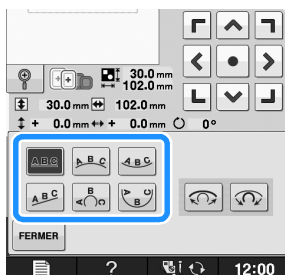 30.0 mm
102.0 mm
30.0 mm 102.0 mm
+ 0.0 mm + 0.0 mm 0°
ABC ABC ABC
ABC ABC ABC
FERMER
? 12:00